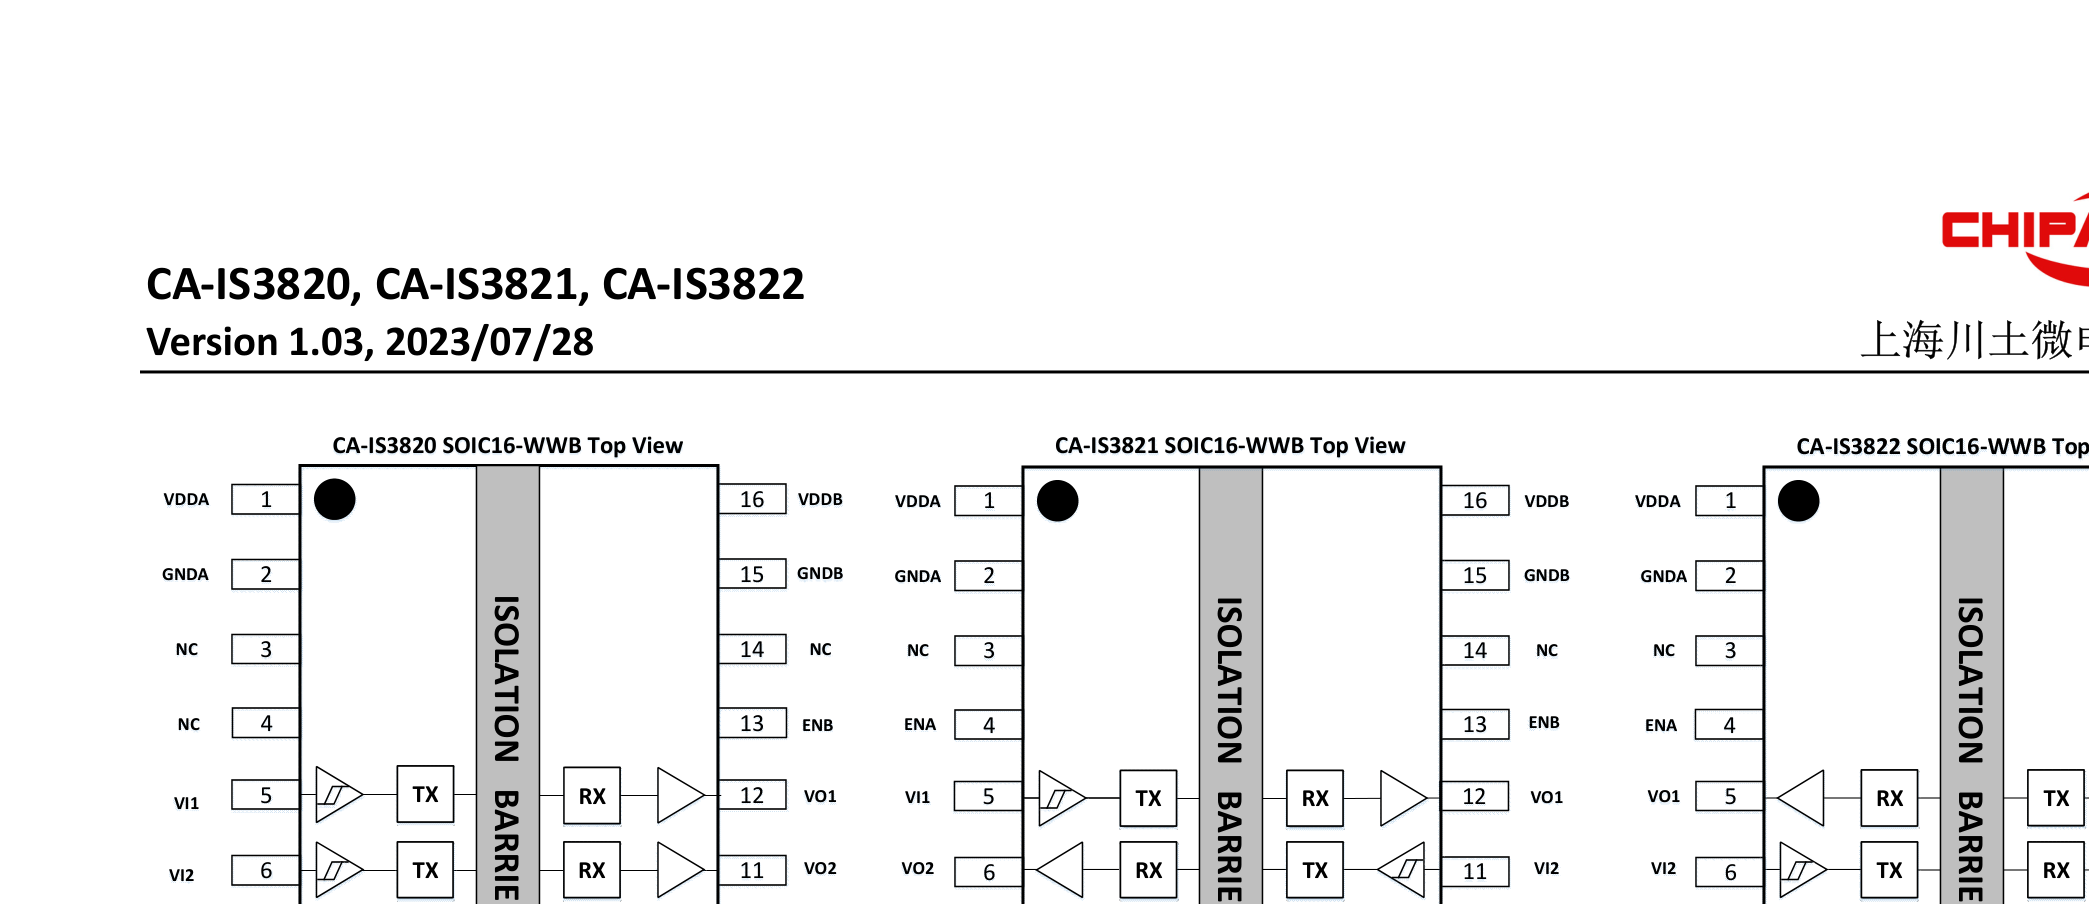 CHIPA
CA-IS3820, CA-IS3821, CA-IS3822
Version 1.03, 2023/07/28
上海川土微电
CA-IS3820 SOIC16-WWB Top View
VDDA 1 16 VDDB
GNDA 2 15 GNDB
NC 3 14 NC
NC 4 13 ENB
VI1 5 TX RX 12 VO1
VI2 6 TX RX 11 VO2
ISOLATION BARRIE
CA-IS3821 SOIC16-WWB Top View
VDDA 1 16 VDDB
GNDA 2 15 GNDB
NC 3 14 NC
ENA 4 13 ENB
VI1 5 TX RX 12 VO1
VO2 6 RX TX 11 VI2
ISOLATION BARRIE
CA-IS3822 SOIC16-WWB Top
VDDA 1
GNDA 2
NC 3
ENA 4
VO1 5 RX TX
VI2 6 TX RX
ISOLATION BARRIE